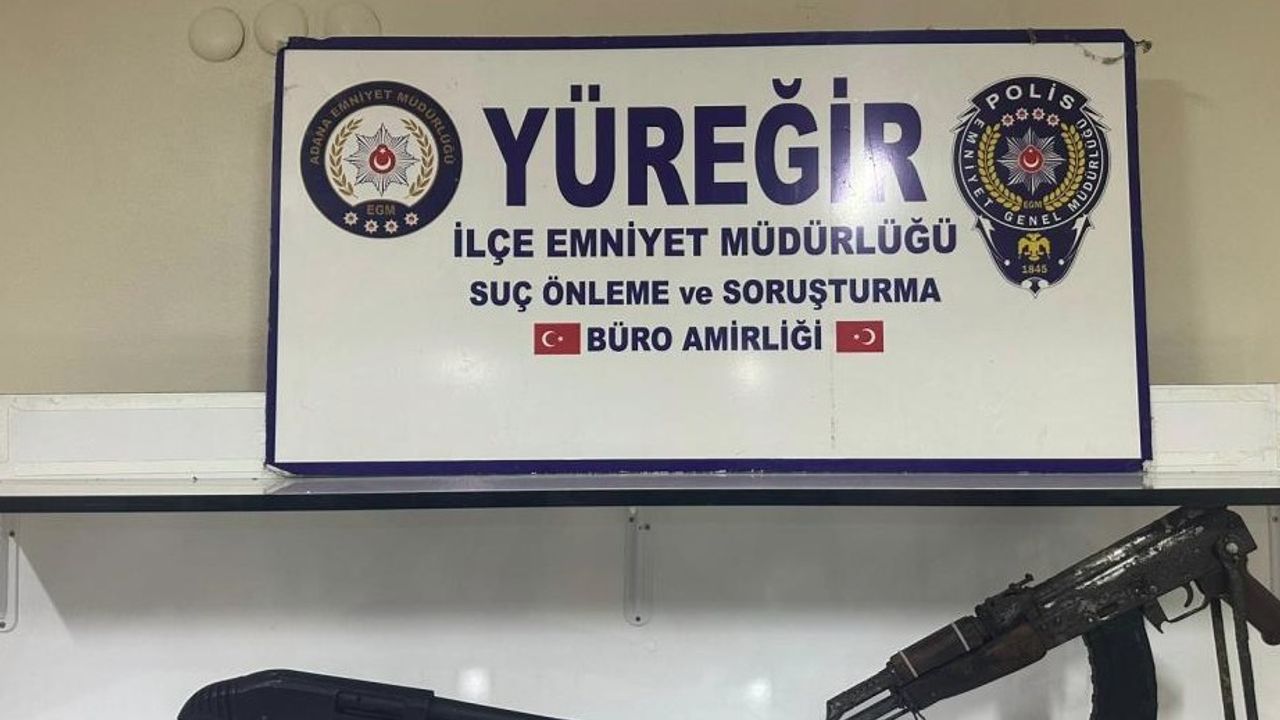 ADANA EMNİYET MÜDÜRLÜĞÜ
EGM
YÜREĞİR
İLÇE EMNİYET MÜDÜRLÜĞÜ
SUÇ ÖNLEME ve SORUŞTURMA
BÜRO AMİRLİĞİ
POLİS
EMNİYET GENEL MÜDÜRLÜĞÜ
EGM
1845